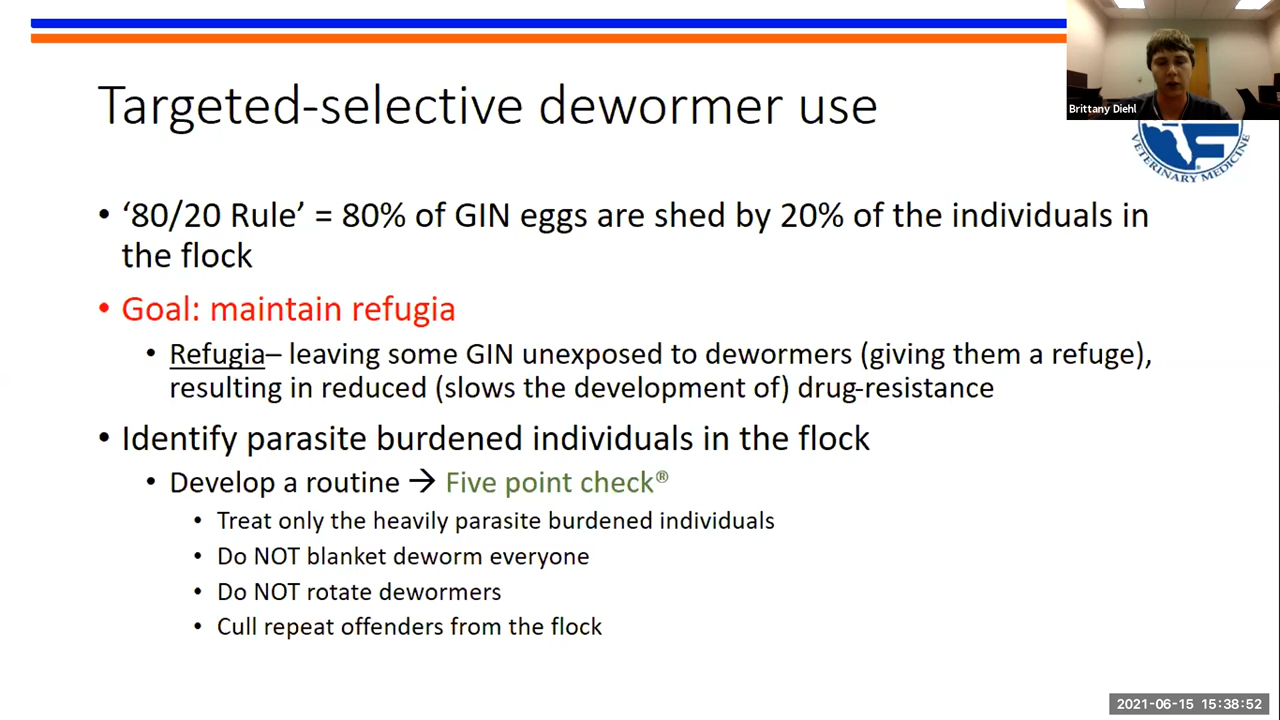 Targeted-selective dewormer use
Brittany Diehl
VETERINARY MEDICINE
• ‘80/20 Rule’ = 80% of GIN eggs are shed by 20% of the individuals in
the flock
• Goal: maintain refugia
• Refugia– leaving some GIN unexposed to dewormers (giving them a refuge),
resulting in reduced (slows the development of) drug-resistance
• Identify parasite burdened individuals in the flock
• Develop a routine → Five point check®
• Treat only the heavily parasite burdened individuals
• Do NOT blanket deworm everyone
• Do NOT rotate dewormers
• Cull repeat offenders from the flock
2021-06-15 15:38:52